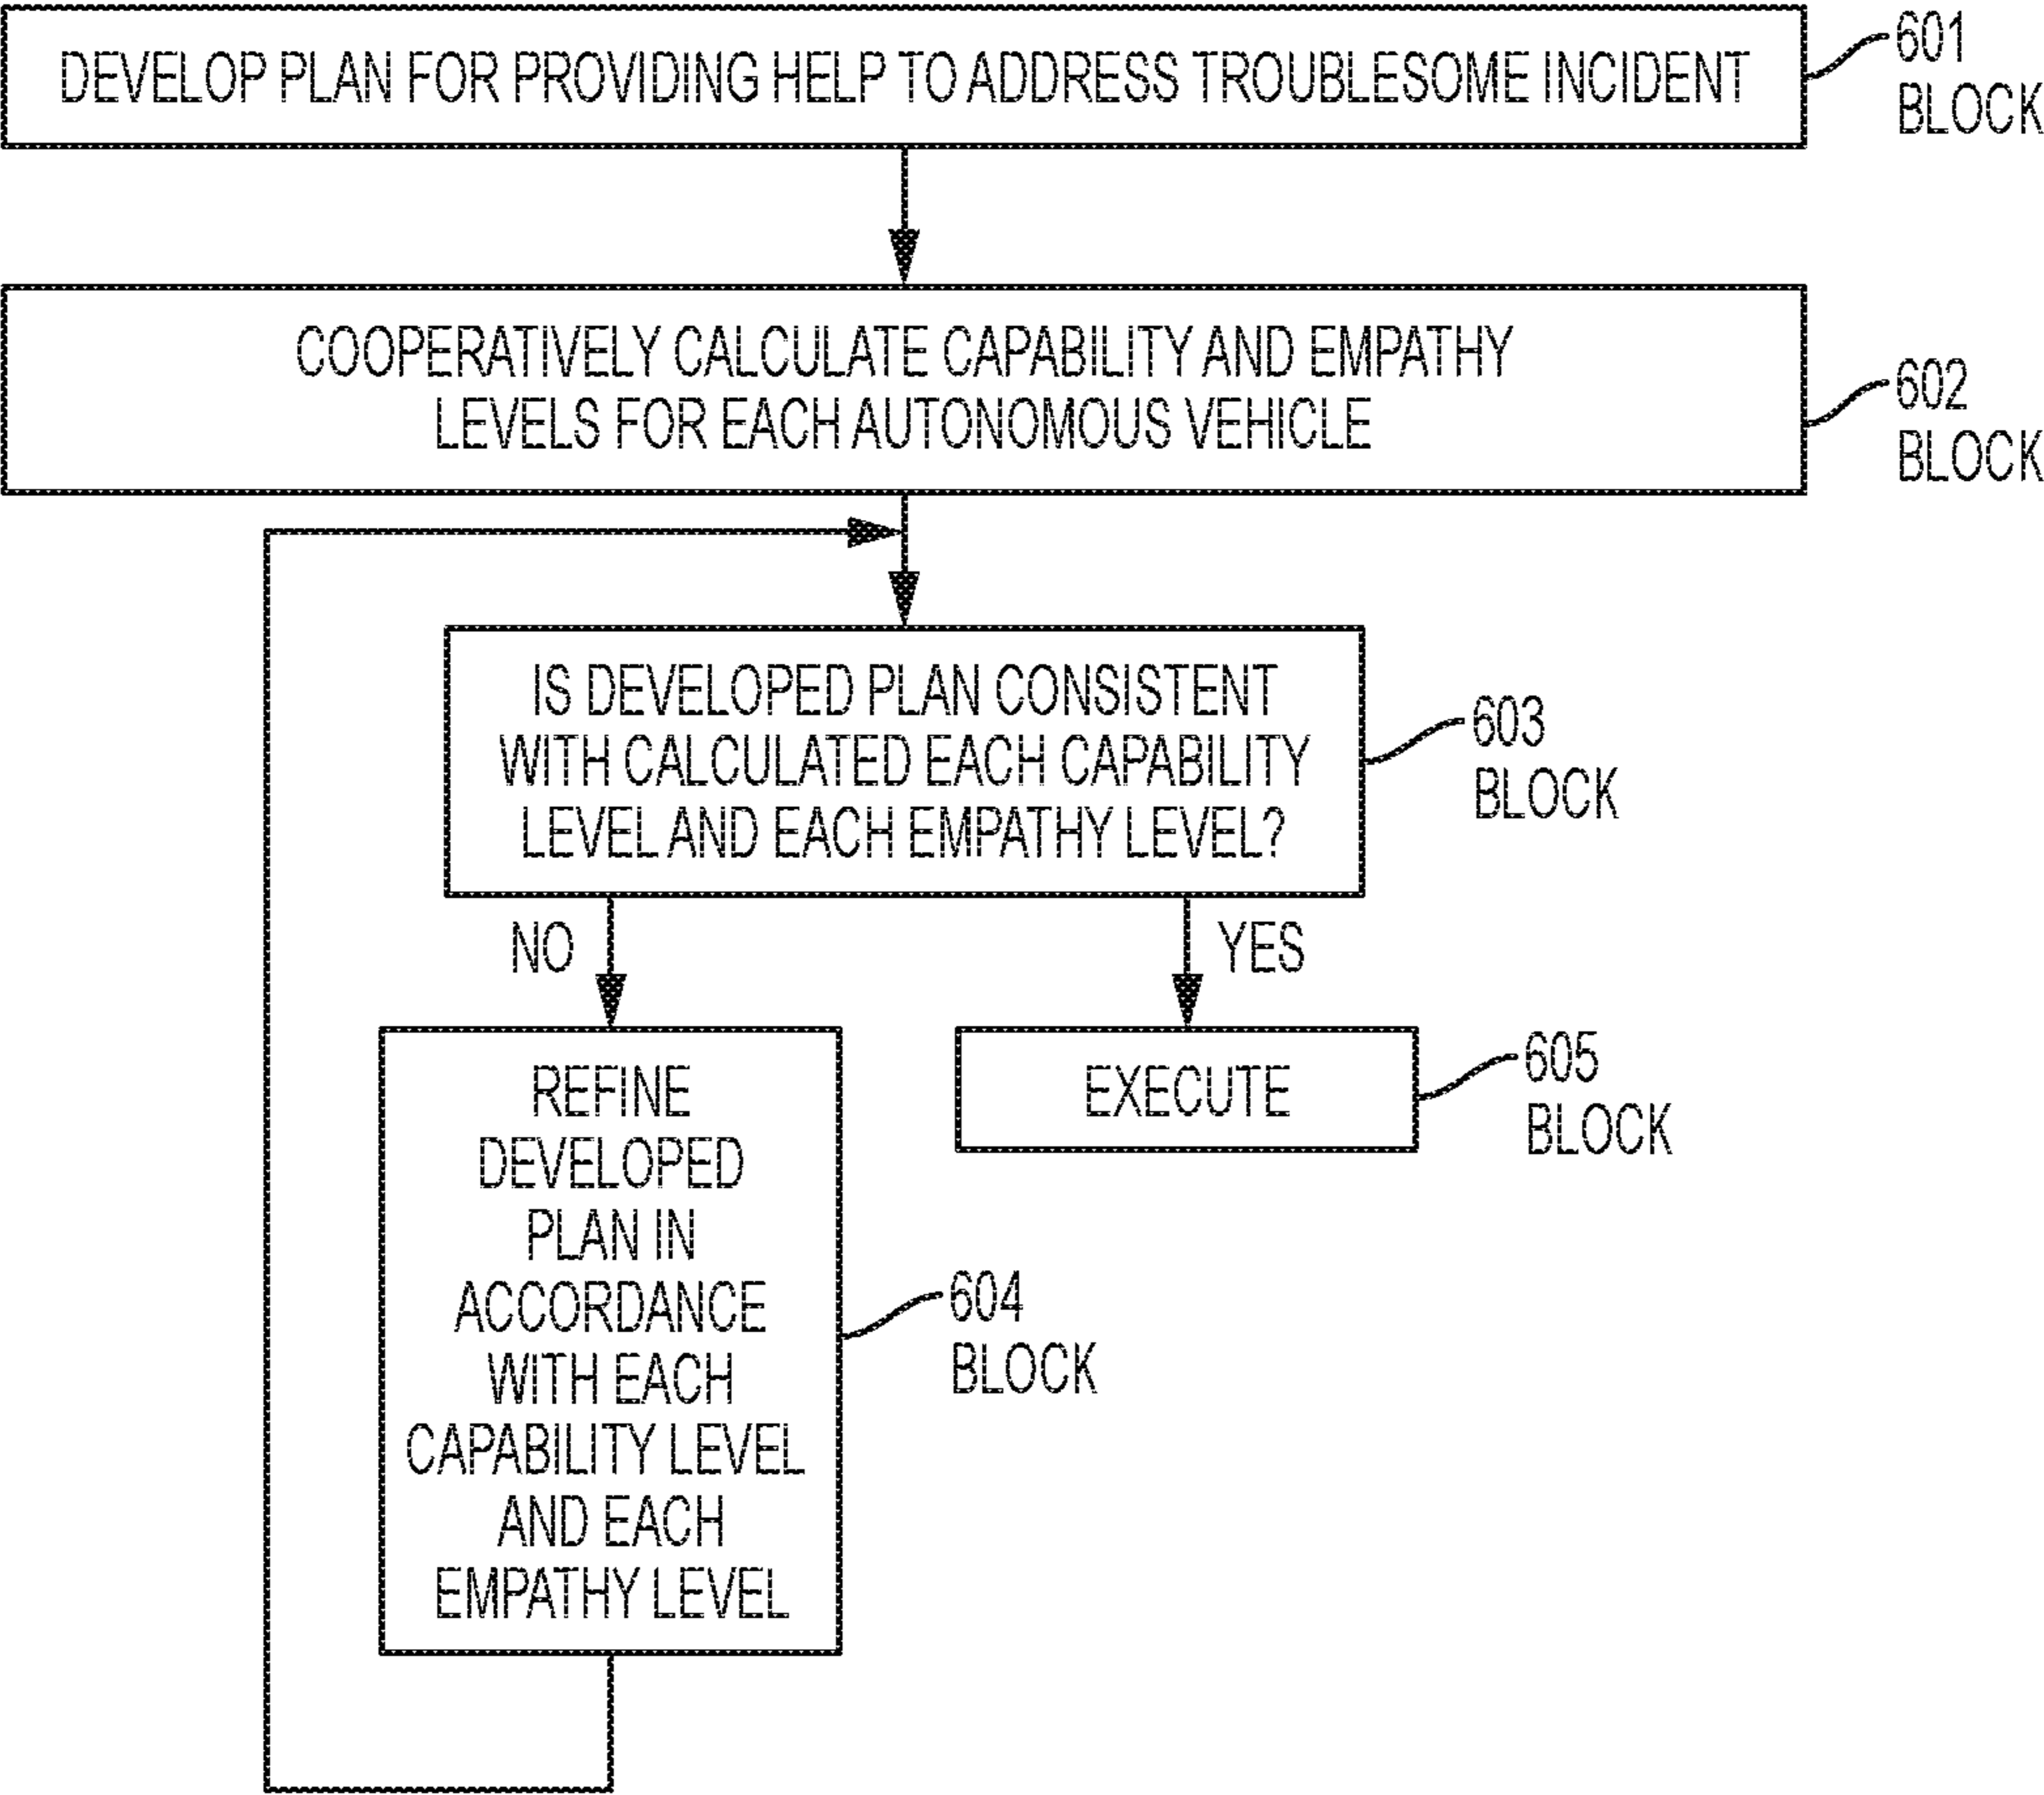 DEVELOP PLAN FOR PROVIDING HELP TO ADDRESS TROUBLESOME INCIDENT
601
BLOCK
COOPERATIVELY CALCULATE CAPABILITY AND EMPATHY
LEVELS FOR EACH AUTONOMOUS VEHICLE
602
BLOCK
IS DEVELOPED PLAN CONSISTENT
WITH CALCULATED EACH CAPABILITY
LEVEL AND EACH EMPATHY LEVEL?
603
BLOCK
NO
YES
REFINE
DEVELOPED
PLAN IN
ACCORDANCE
WITH EACH
CAPABILITY LEVEL
AND EACH
EMPATHY LEVEL
604
BLOCK
EXECUTE
605
BLOCK